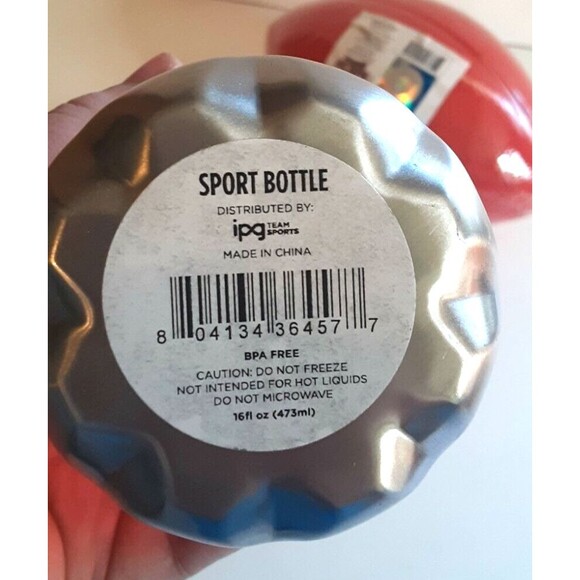 SPORT BOTTLE
DISTRIBUTED BY:
ipg TEAM SPORTS
MADE IN CHINA
8 04134 36457 7
BPA FREE
CAUTION: DO NOT FREEZE
NOT INTENDED FOR HOT LIQUIDS
DO NOT MICROWAVE
16fl oz (473ml)